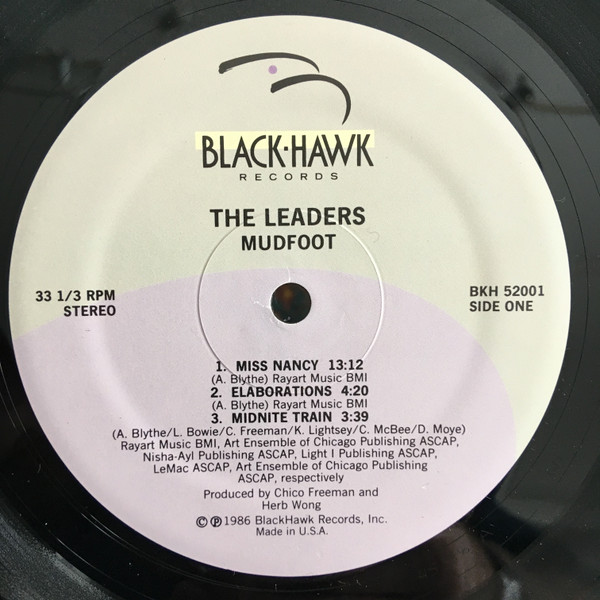 BLACK·HAWK
RECORDS
THE LEADERS
MUDFOOT
33 1/3 RPM
STEREO
BKH 52001
SIDE ONE
1. MISS NANCY 13:12
(A. Blythe) Rayart Music BMI
2. ELABORATIONS 4:20
(A. Blythe) Rayart Music BMI
3. MIDNITE TRAIN 3:39
(A. Blythe/L. Bowie/C. Freeman/K. Lightsey/C. McBee/D. Moye)
Rayart Music BMI, Art Ensemble of Chicago Publishing ASCAP,
Nisha-Ayl Publishing ASCAP, Light I Publishing ASCAP,
LeMac ASCAP, Art Ensemble of Chicago Publishing
ASCAP, respectively
Produced by Chico Freeman and
Herb Wong
© ℗ 1986 BlackHawk Records, Inc.
Made in U.S.A.